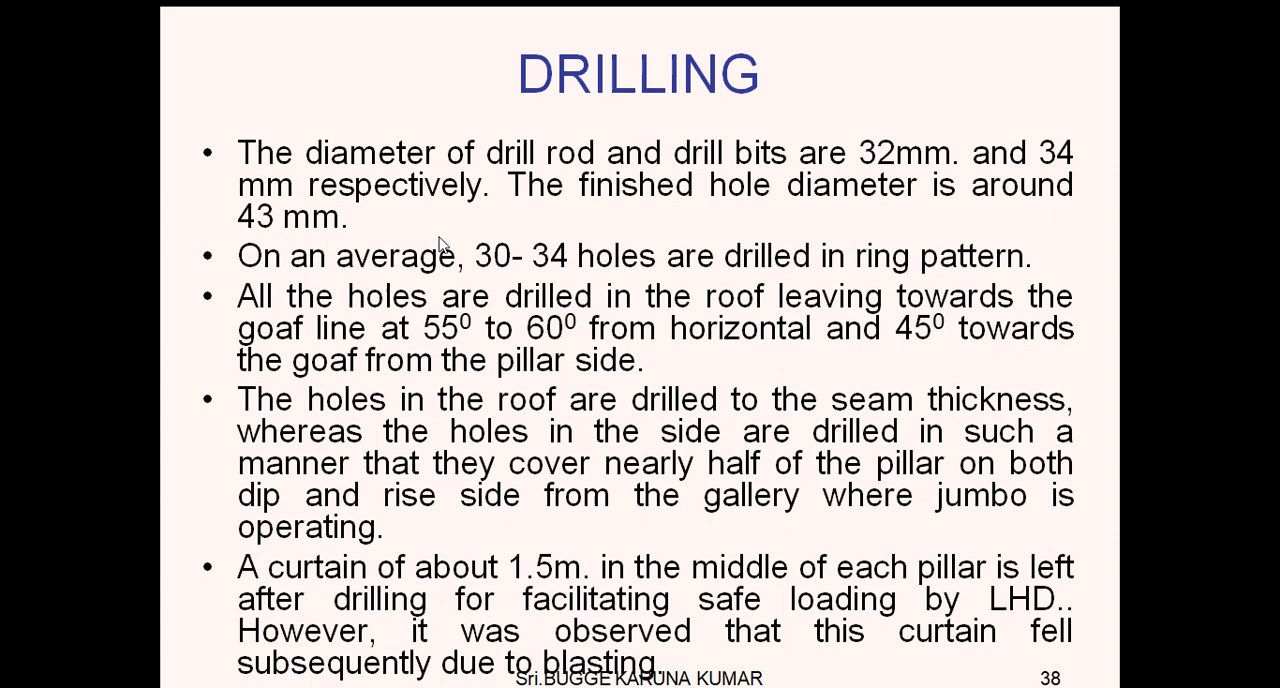 DRILLING
• The diameter of drill rod and drill bits are 32mm. and 34
mm respectively. The finished hole diameter is around
43 mm.
• On an average, 30- 34 holes are drilled in ring pattern.
• All the holes are drilled in the roof leaving towards the
goaf line at 55⁰ to 60⁰ from horizontal and 45⁰ towards
the goaf from the pillar side.
• The holes in the roof are drilled to the seam thickness,
whereas the holes in the side are drilled in such a
manner that they cover nearly half of the pillar on both
dip and rise side from the gallery where jumbo is
operating.
• A curtain of about 1.5m. in the middle of each pillar is left
after drilling for facilitating safe loading by LHD..
However, it was observed that this curtain fell
subsequently due to blasting.
Sri.BUGGE KARUNA KUMAR 38